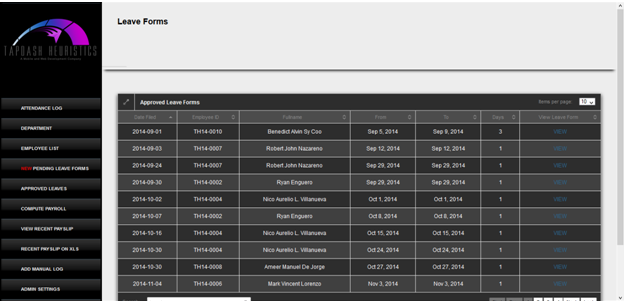 Leave Forms
TAPDASH HEURISTICS
ATTENDANCE LOG
DEPARTMENT
EMPLOYEE LIST
NEW PENDING LEAVE FORMS
APPROVED LEAVES
COMPUTE PAYROLL
VIEW RECENT PAYSLIP
RECENT PAYSLIP OR XLS
ADD MANUAL LOG
ADMIN SETTINGS
Approved Leave Forms Items per page: 10
Date Filed Employee ID Fullname From To Days View Leave Form
2014-09-01 TH14-0010 Benedict Alvin Sy Coo Sep 5, 2014 Sep 9, 2014 3 VIEW
2014-09-03 TH14-0007 Robert John Nazareno Sep 12, 2014 Sep 12, 2014 1 VIEW
2014-09-24 TH14-0007 Robert John Nazareno Sep 29, 2014 Sep 29, 2014 1 VIEW
2014-09-30 TH14-0002 Ryan Enguero Sep 29, 2014 Sep 29, 2014 1 VIEW
2014-10-02 TH14-0004 Nico Aurelio L. Villanueva Oct 1, 2014 Oct 1, 2014 1 VIEW
2014-10-07 TH14-0002 Ryan Enguero Oct 8, 2014 Oct 8, 2014 1 VIEW
2014-10-16 TH14-0004 Nico Aurelio L. Villanueva Oct 15, 2014 Oct 15, 2014 1 VIEW
2014-10-30 TH14-0004 Nico Aurelio L. Villanueva Oct 24, 2014 Oct 24, 2014 1 VIEW
2014-10-30 TH14-0008 Ameer Manuel De Jorge Oct 27, 2014 Oct 27, 2014 1 VIEW
2014-11-04 TH14-0006 Mark Vincent Lorenzo Nov 3, 2014 Nov 3, 2014 1 VIEW